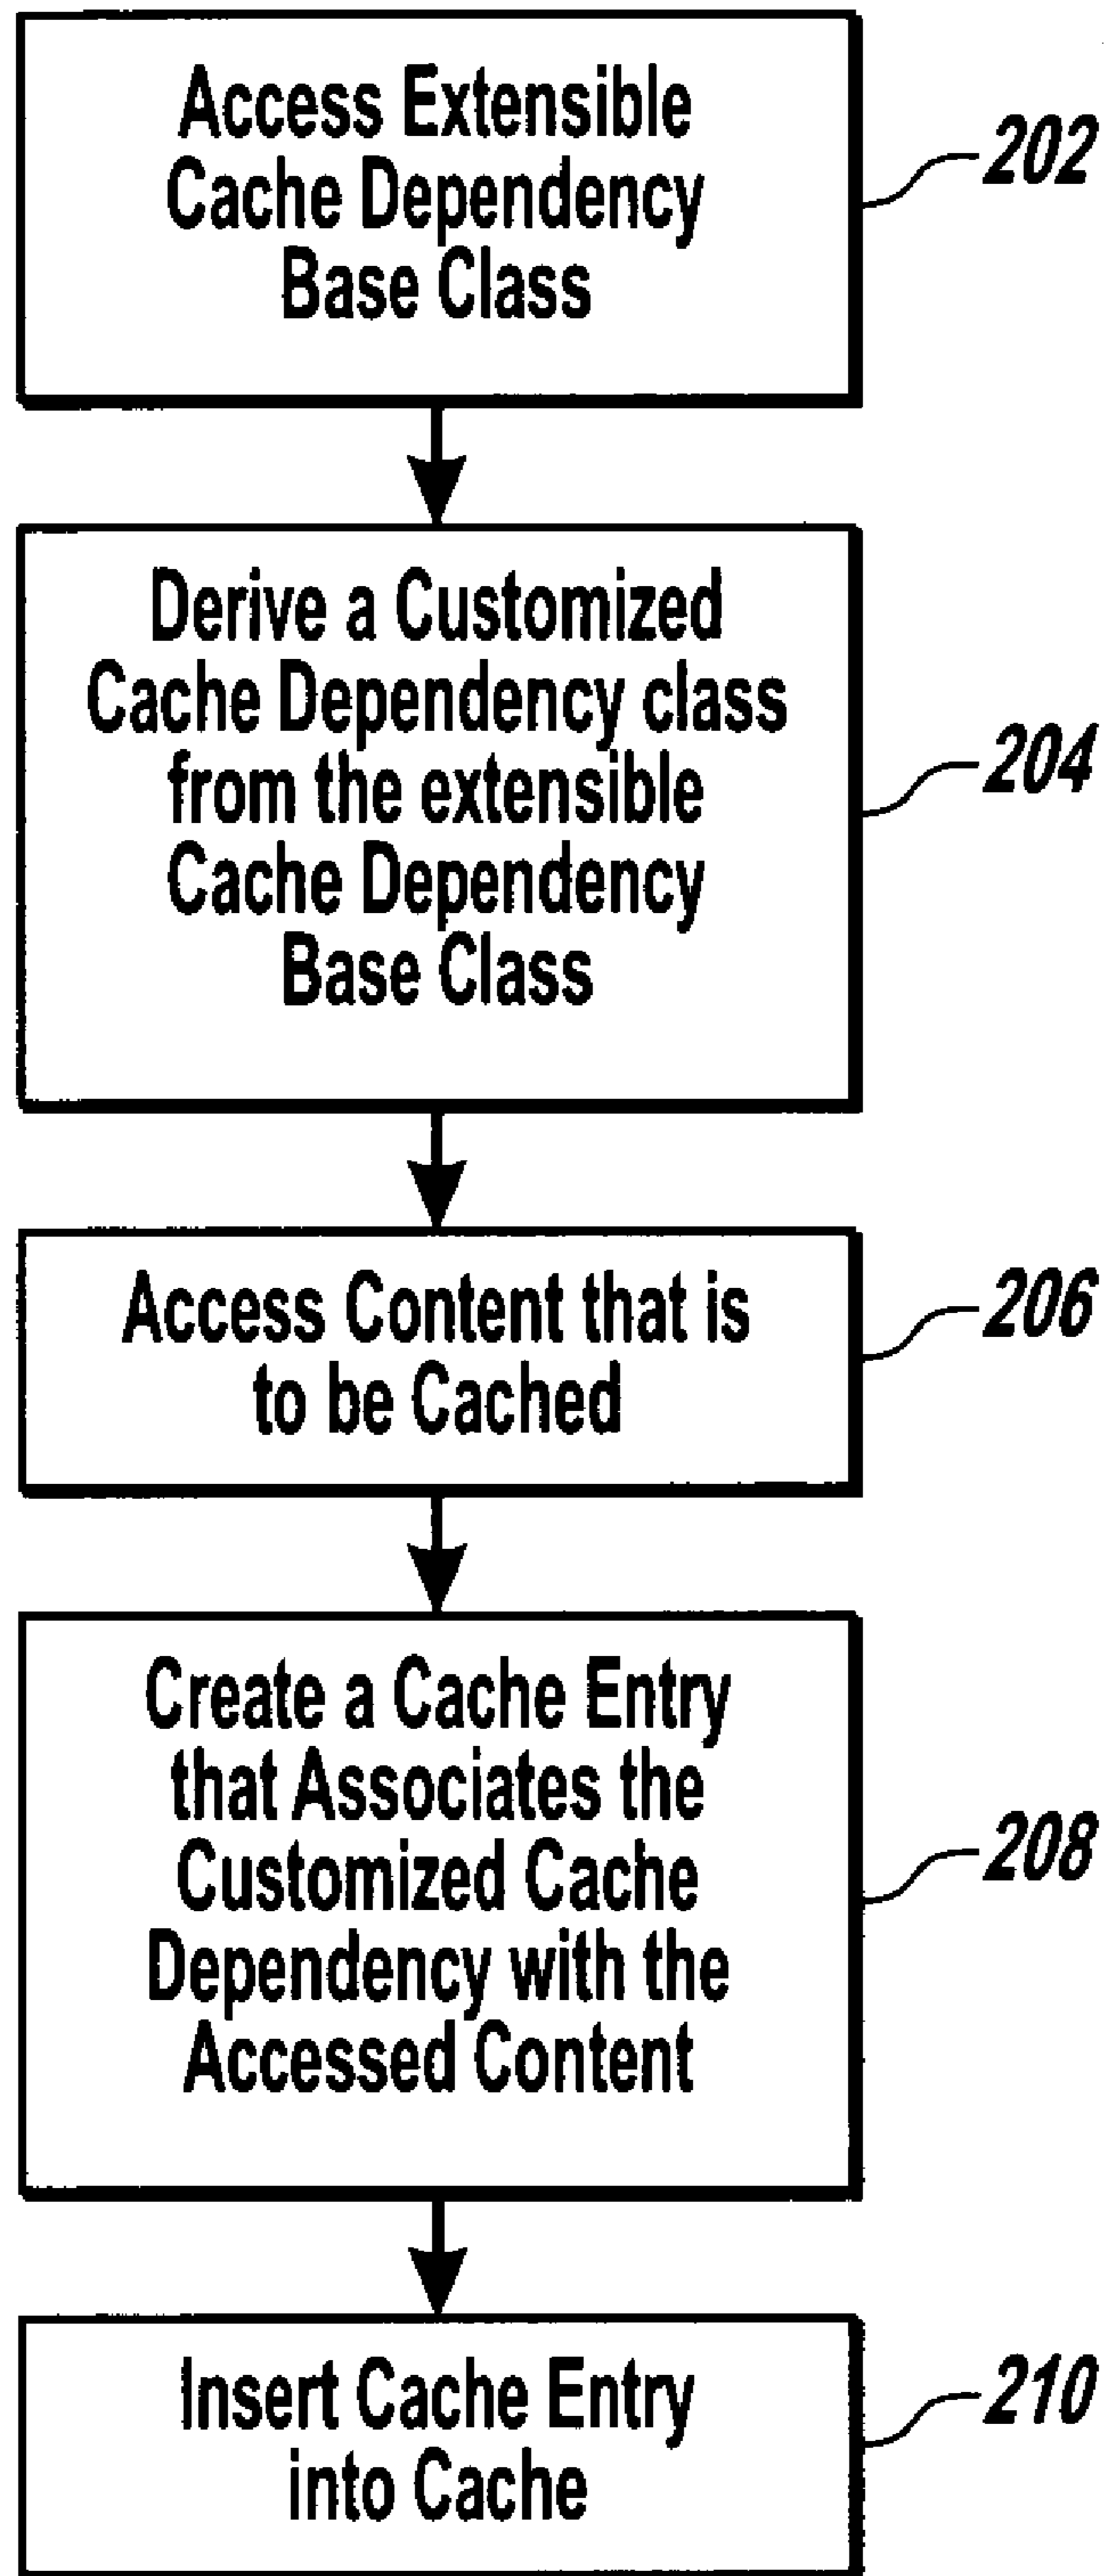 Access Extensible
Cache Dependency
Base Class
202
Derive a Customized
Cache Dependency class
from the extensible
Cache Dependency
Base Class
204
Access Content that is
to be Cached
206
Create a Cache Entry
that Associates the
Customized Cache
Dependency with the
Accessed Content
208
Insert Cache Entry
into Cache
210